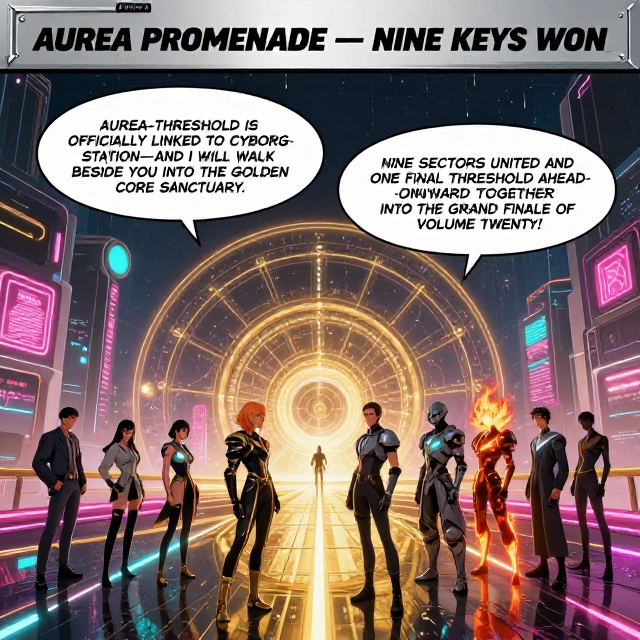 AUREA PROMENADE — NINE KEYS WON
AUREA-THRESHOLD IS
OFFICIALLY LINKED TO CYBORG-
STATION—AND I WILL WALK
BESIDE YOU INTO THE GOLDEN
CORE SANCTUARY.
NINE SECTORS UNITED AND
ONE FINAL THRESHOLD AHEAD-
-ONWARD TOGETHER
INTO THE GRAND FINALE OF
VOLUME TWENTY!